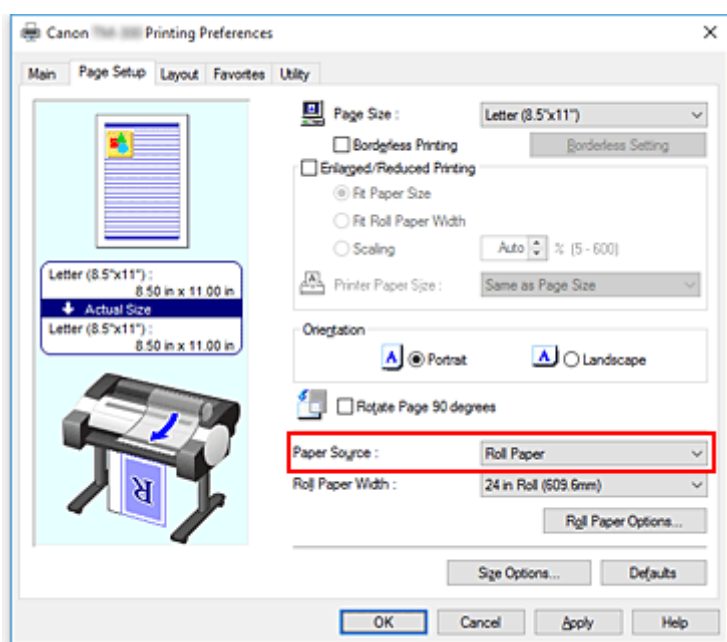 Canon Printing Preferences
Main Page Setup Layout Favorites Utility
Page Size : Letter (8.5"x11")
Borderless Printing Borderless Setting
Enlarged/Reduced Printing
Fit Paper Size
Fit Roll Paper Width
Scaling Auto % (5 - 600)
Printer Paper Size : Same as Page Size
Letter (8.5"x11") :
8.50 in x 11.00 in
Actual Size
Letter (8.5"x11") :
8.50 in x 11.00 in
Orientation
A Portrait A Landscape
Rotate Page 90 degrees
Paper Source : Roll Paper
Roll Paper Width : 24 in Roll (609.6mm)
R
Roll Paper Options...
Size Options... Defaults
OK Cancel Apply Help